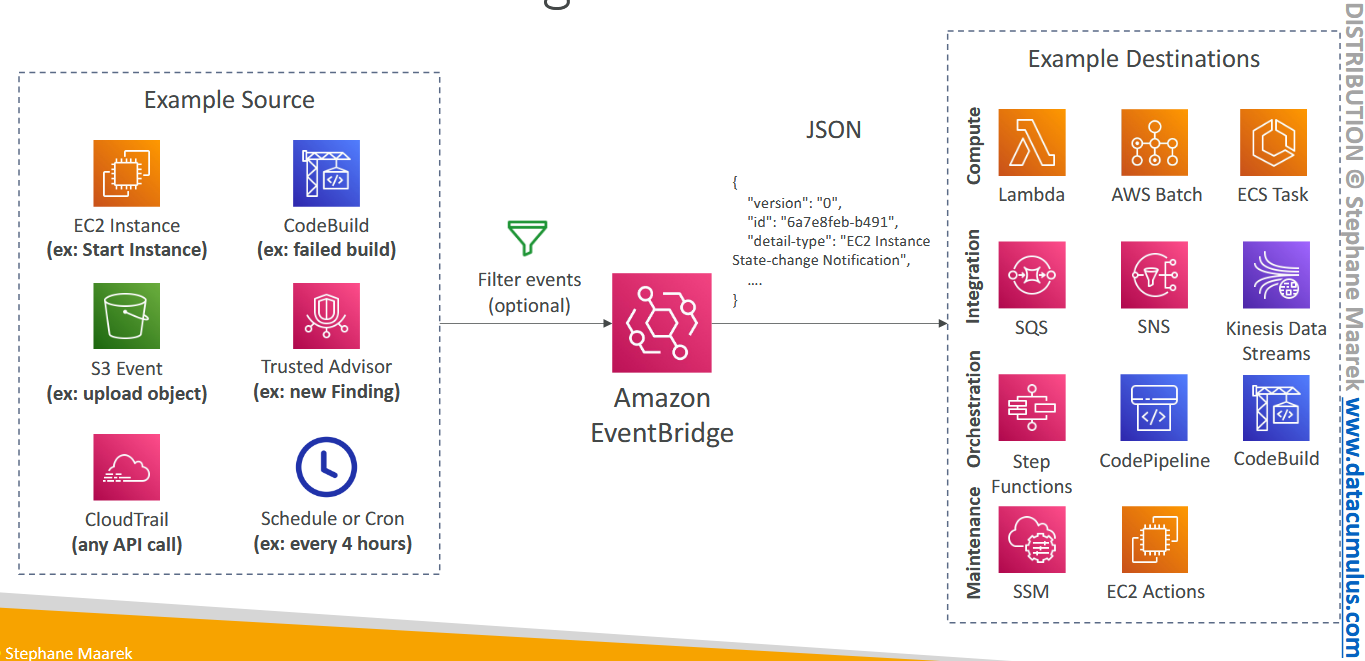 Example Source
EC2 Instance
(ex: Start Instance)
CodeBuild
(ex: failed build)
S3 Event
(ex: upload object)
Trusted Advisor
(ex: new Finding)
CloudTrail
(any API call)
Schedule or Cron
(ex: every 4 hours)
Filter events
(optional)
Amazon
EventBridge
JSON
{
"version": "0",
"id": "6a7e8feb-b491",
"detail-type": "EC2 Instance
State-change Notification",
....
}
Example Destinations
Compute
Lambda
AWS Batch
ECS Task
Integration
SQS
SNS
Kinesis Data
Streams
Orchestration
Step
Functions
CodePipeline
CodeBuild
Maintenance
SSM
EC2 Actions
DISTRIBUTION © Stephane Maarek www.datacumulus.com
Stephane Maarek